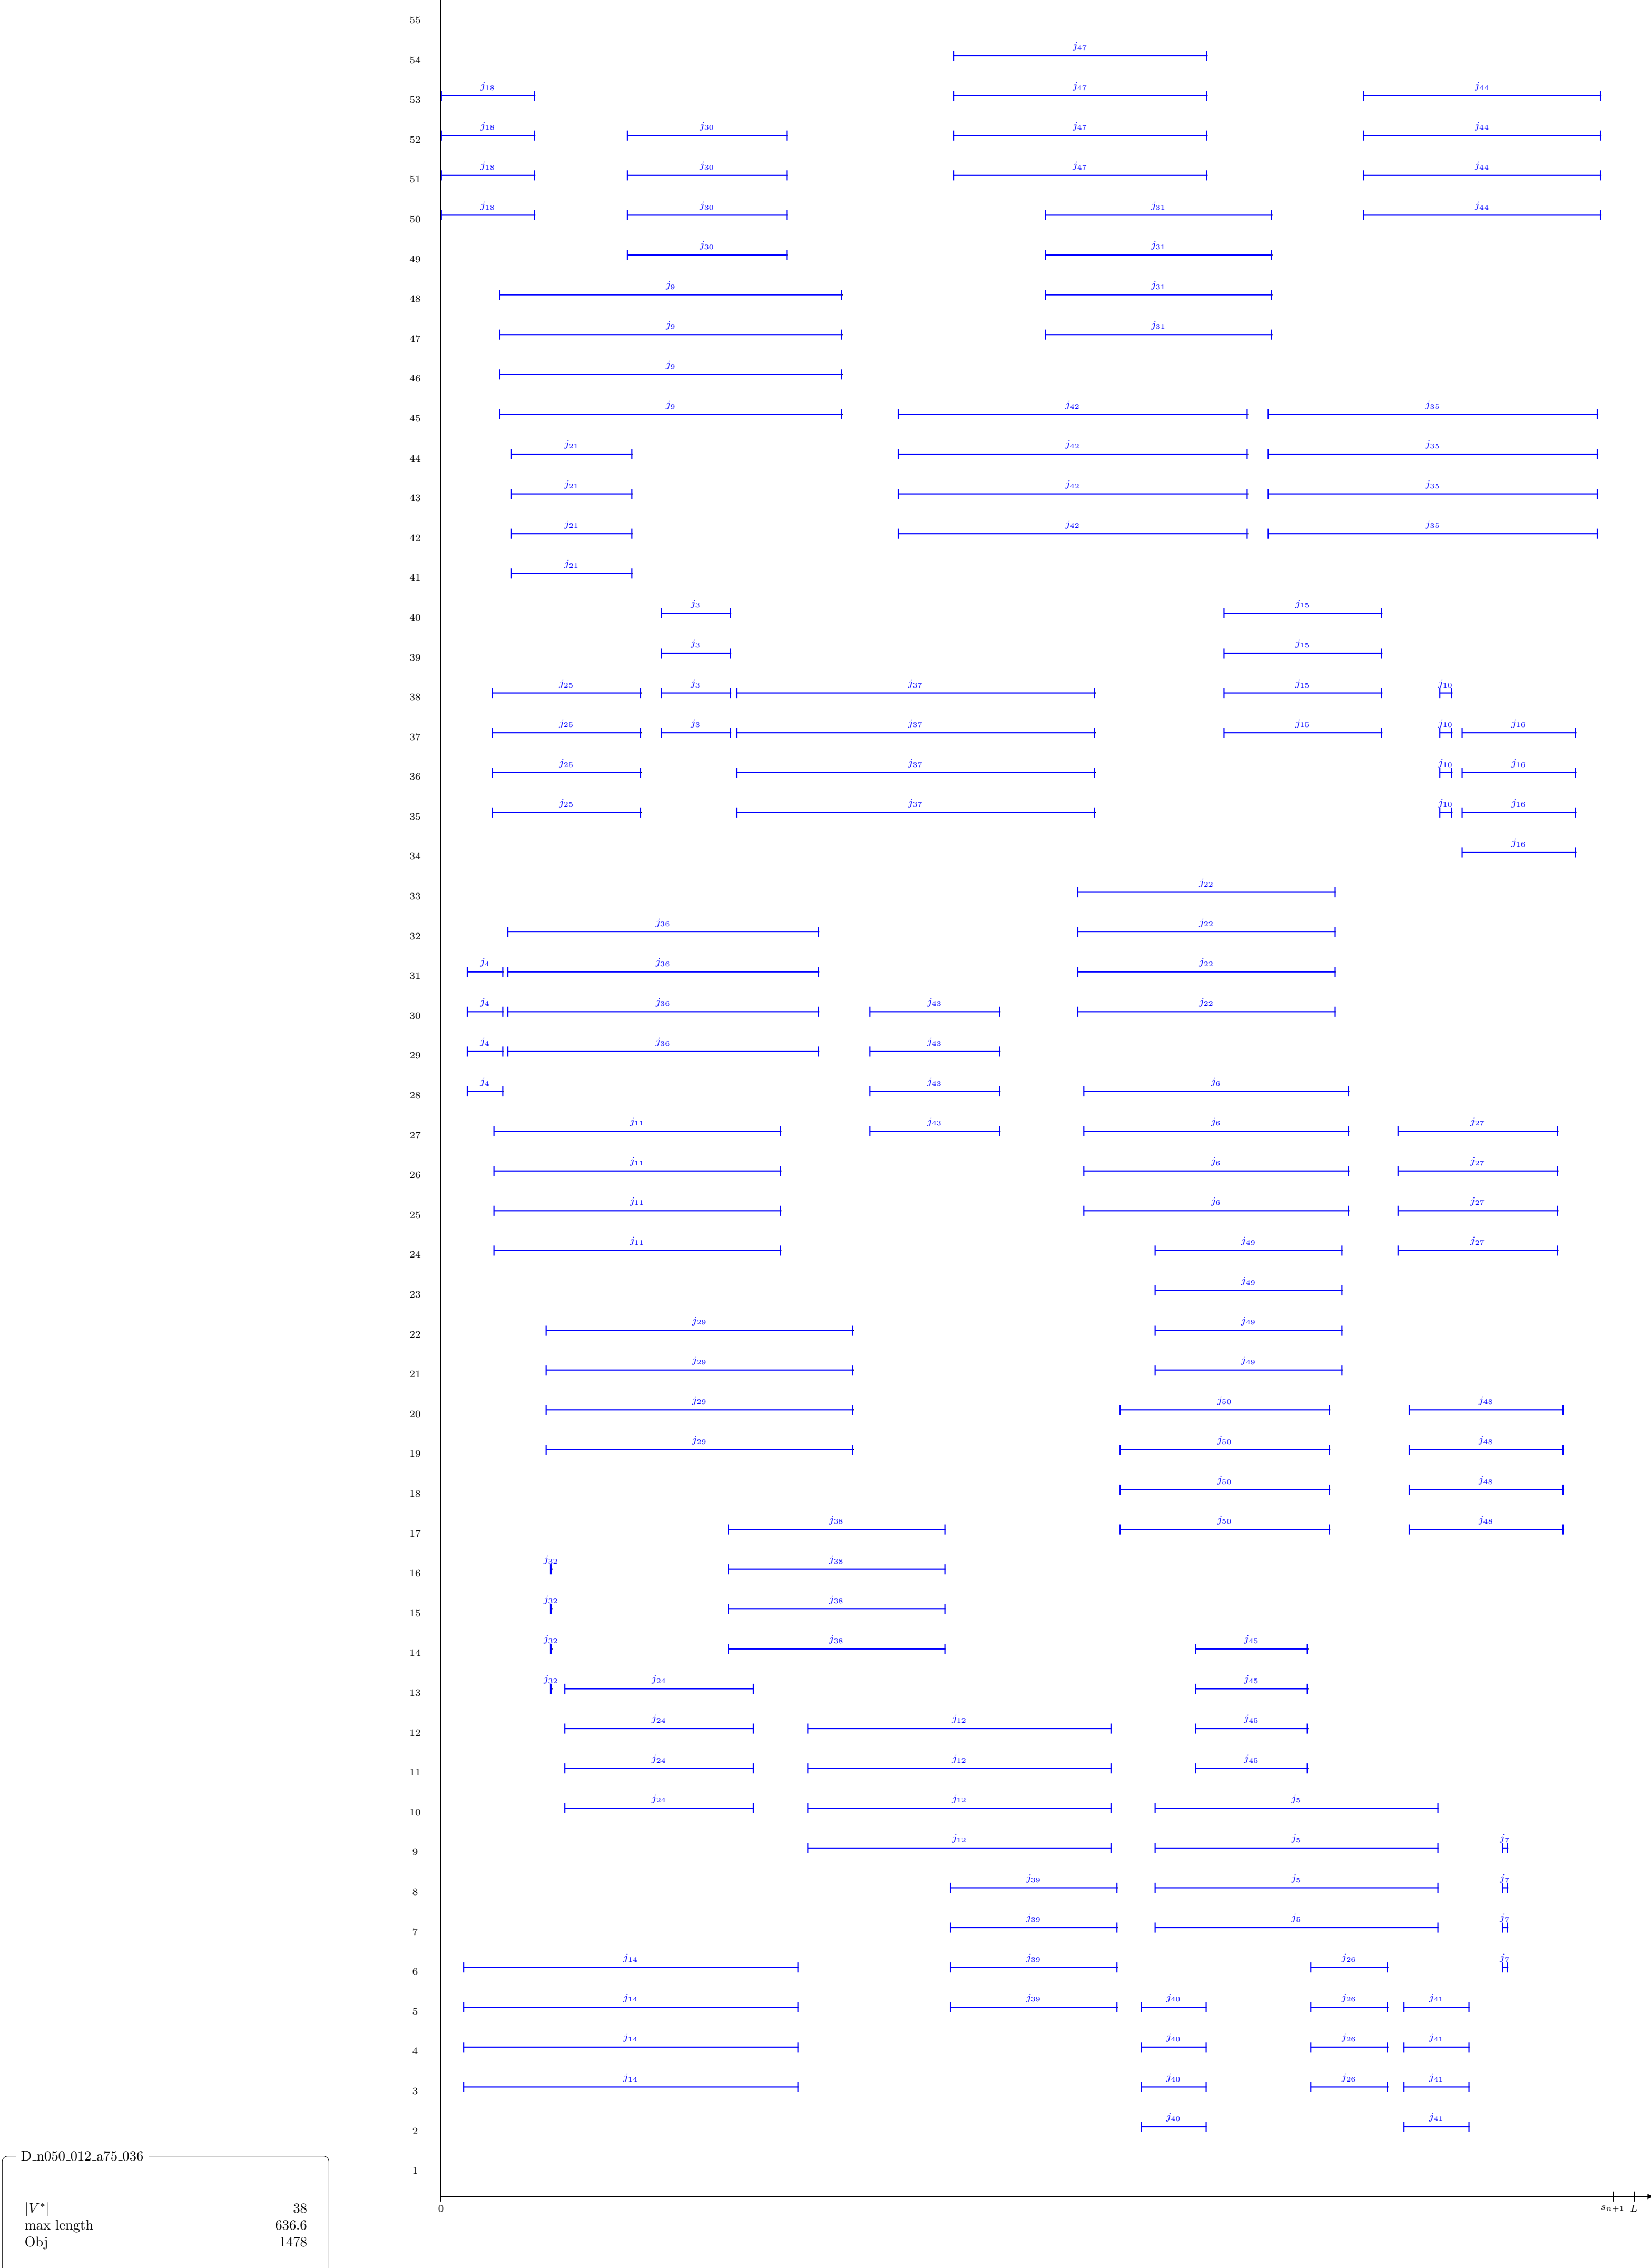 55
54 j47
53 j18 j47 j44
52 j18 j30 j47 j44
51 j18 j30 j47 j44
50 j18 j30 j31 j44
49 j30 j31
48 j9 j31
47 j9 j31
46 j9
45 j9 j42 j35
44 j21 j42 j35
43 j21 j42 j35
42 j21 j42 j35
41 j21
40 j3 j15
39 j3 j15
38 j25 j3 j37 j15 j10
37 j25 j3 j37 j15 j10 j16
36 j25 j37 j10 j16
35 j25 j37 j10 j16
34 j16
33 j22
32 j36 j22
31 j4 j36 j22
30 j4 j36 j43 j22
29 j4 j36 j43
28 j4 j43 j6
27 j11 j43 j6 j27
26 j11 j6 j27
25 j11 j6 j27
24 j11 j49 j27
23 j49
22 j29 j49
21 j29 j49
20 j29 j50 j48
19 j29 j50 j48
18 j50 j48
17 j38 j50 j48
16 j32 j38
15 j32 j38
14 j32 j38 j45
13 j32 j24 j45
12 j24 j12 j45
11 j24 j12 j45
10 j24 j12 j5
9 j12 j5 j7
8 j39 j5 j7
7 j39 j5 j7
6 j14 j39 j26 j7
5 j14 j39 j40 j26 j41
4 j14 j40 j26 j41
3 j14 j40 j26 j41
2 j40 j41
1
0 sn+1 L
D_n050_012_a75_036
|V*| 38
max length 636.6
Obj 1478